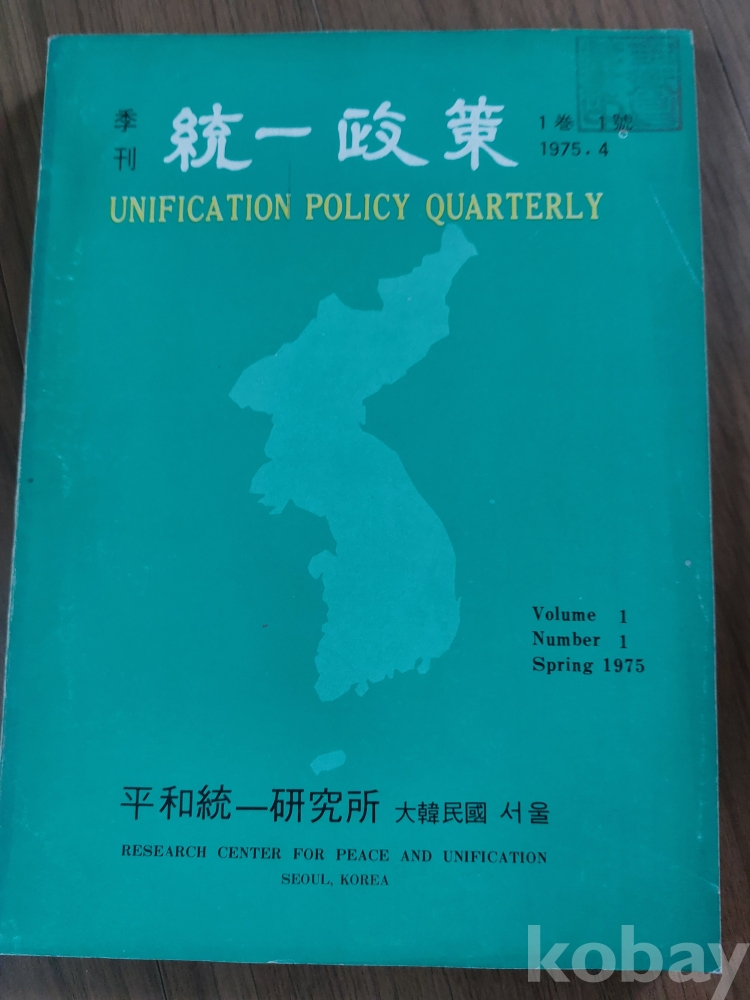 季刊 統一政策 1巻 1號
1975. 4
UNIFICATION POLICY QUARTERLY
Volume 1
Number 1
Spring 1975
平和統一研究所 大韓民國 서울
RESEARCH CENTER FOR PEACE AND UNIFICATION
SEOUL, KOREA
kobay